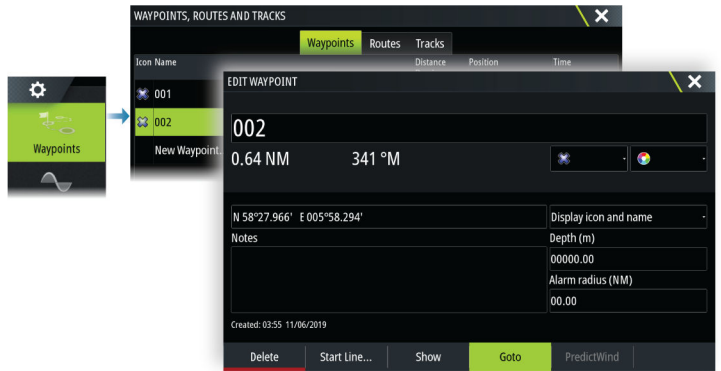 WAYPOINTS, ROUTES AND TRACKS
Waypoints Routes Tracks
Icon Name Distance Position Time
001
002
New Waypoint.
Waypoints
EDIT WAYPOINT
002
0.64 NM 341 °M
N 58°27.966' E 005°58.294'
Display icon and name
Notes
Depth (m)
00000.00
Alarm radius (NM)
00.00
Created: 03:55 11/06/2019
Delete Start Line... Show Goto PredictWind